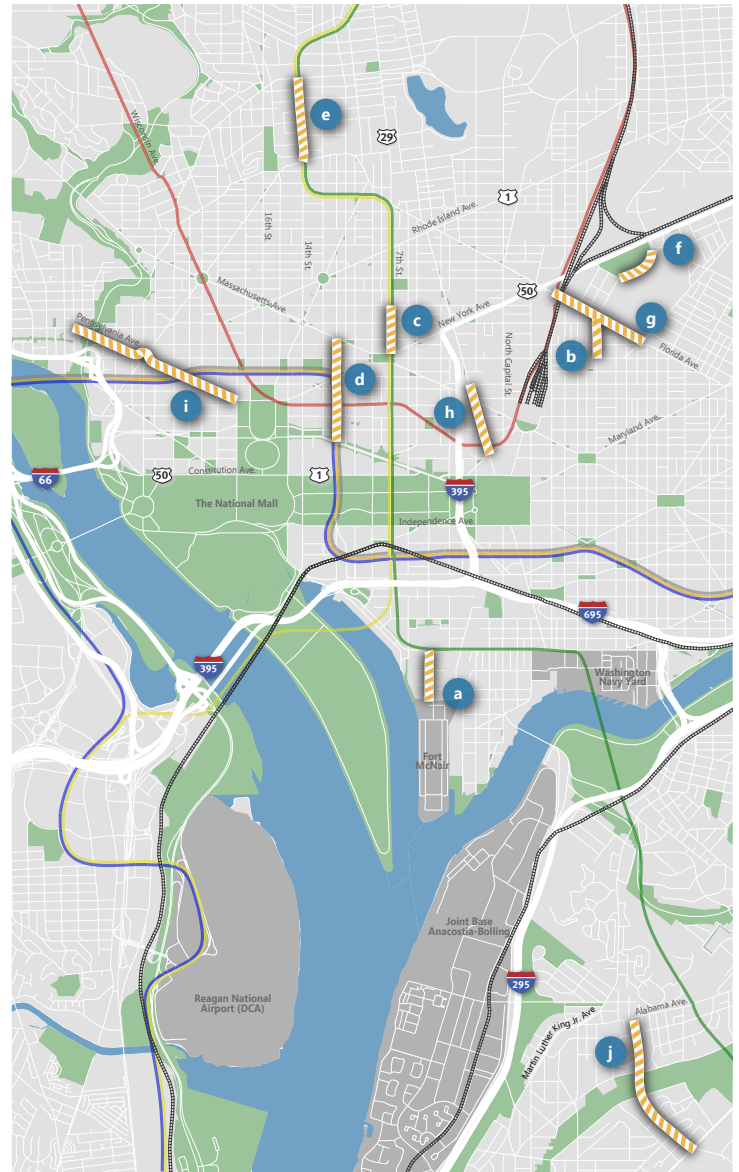 e
29
Wisconsin Ave.
1
Rhode Island Ave.
16th St.
14th St.
7th St.
f
Massachusetts Ave.
50
c
New York Ave.
g
Pennsylvania Ave.
North Capital St.
b
Florida Ave.
d
i
h
Maryland Ave.
Constitution Ave.
66
50
1
395
The National Mall
Independence Ave.
695
395
Washington
Navy Yard
a
Fort
McNair
Joint Base
Anacostia-Bolling
295
Reagan National
Airport (DCA)
Martin Luther King Jr. Ave
Alabama Ave.
j